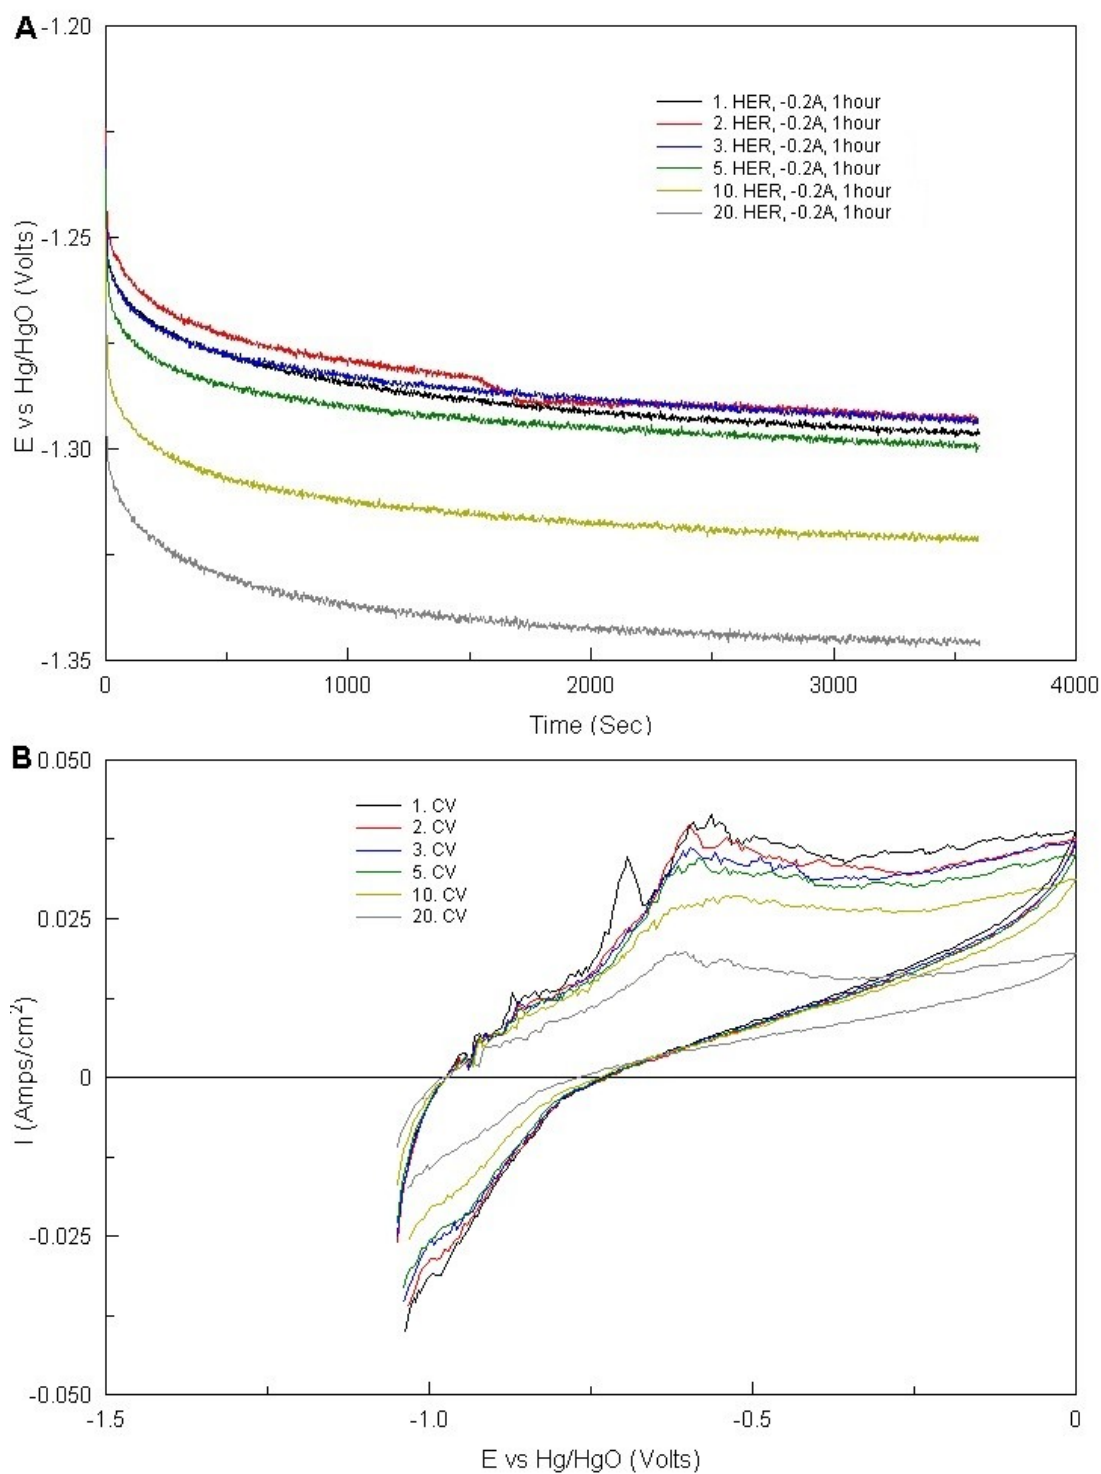 A
-1.20
1. HER, -0.2A, 1hour
2. HER, -0.2A, 1hour
3. HER, -0.2A, 1hour
5. HER, -0.2A, 1hour
10. HER, -0.2A, 1hour
20. HER, -0.2A, 1hour
-1.25
E vs Hg/HgO (Volts)
-1.30
-1.35
0 1000 2000 3000 4000
Time (Sec)
B
0.050
1. CV
2. CV
3. CV
5. CV
10. CV
20. CV
0.025
I (Amps/cm²)
0
-0.025
-0.050
-1.5 -1.0 -0.5 0
E vs Hg/HgO (Volts)